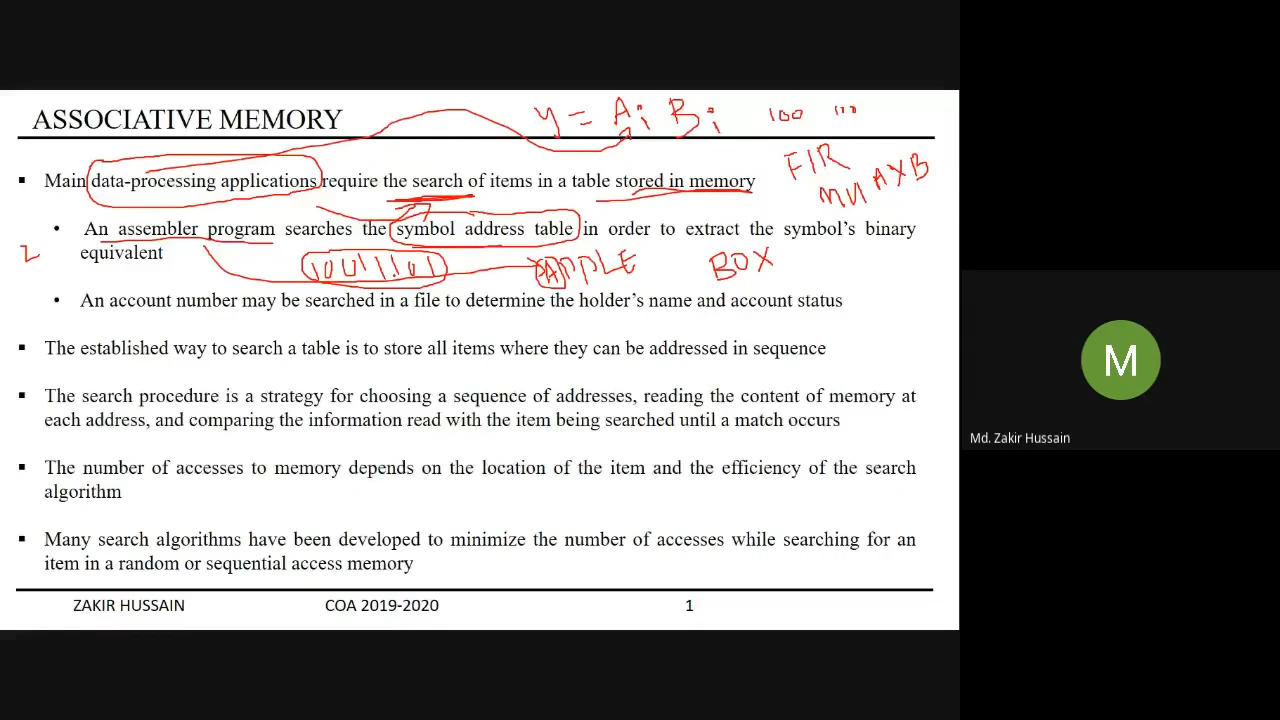 ASSOCIATIVE MEMORY
y = Ai Bi 100
FIR
▪ Main data-processing applications require the search of items in a table stored in memory
AXB
• An assembler program searches the symbol address table in order to extract the symbol's binary
equivalent
BOX
• An account number may be searched in a file to determine the holder's name and account status
▪ The established way to search a table is to store all items where they can be addressed in sequence
▪ The search procedure is a strategy for choosing a sequence of addresses, reading the content of memory at
each address, and comparing the information read with the item being searched until a match occurs
▪ The number of accesses to memory depends on the location of the item and the efficiency of the search
algorithm
▪ Many search algorithms have been developed to minimize the number of accesses while searching for an
item in a random or sequential access memory
ZAKIR HUSSAIN COA 2019-2020 1
M
Md. Zakir Hussain